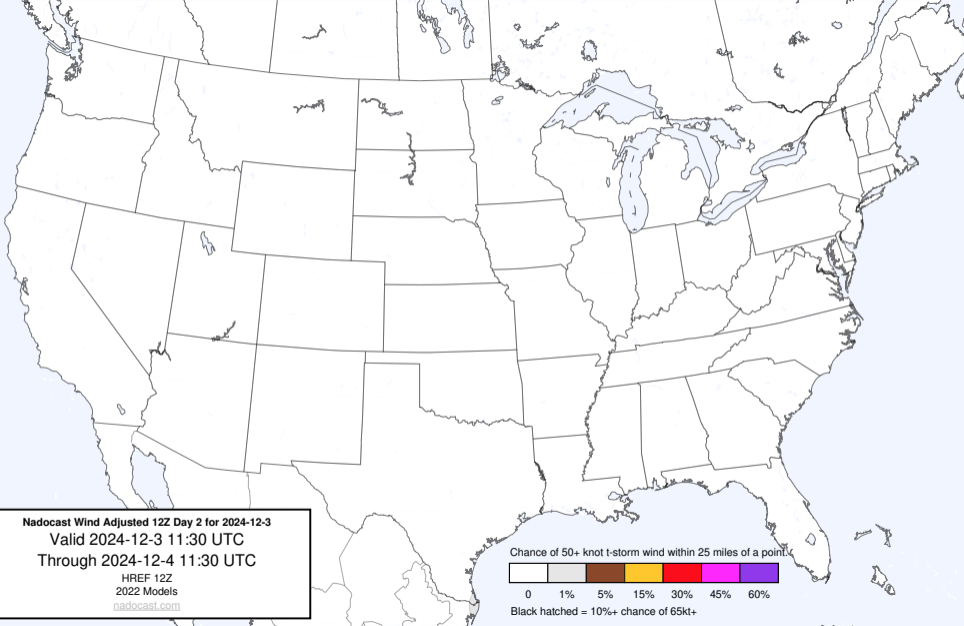 Nadocast Wind Adjusted 12Z Day 2 for 2024-12-3
Valid 2024-12-3 11:30 UTC
Through 2024-12-4 11:30 UTC
HREF 12Z
2022 Models
nadocast.com
Chance of 50+ knot t-storm wind within 25 miles of a point.
0 1% 5% 15% 30% 45% 60%
Black hatched = 10%+ chance of 65kt+